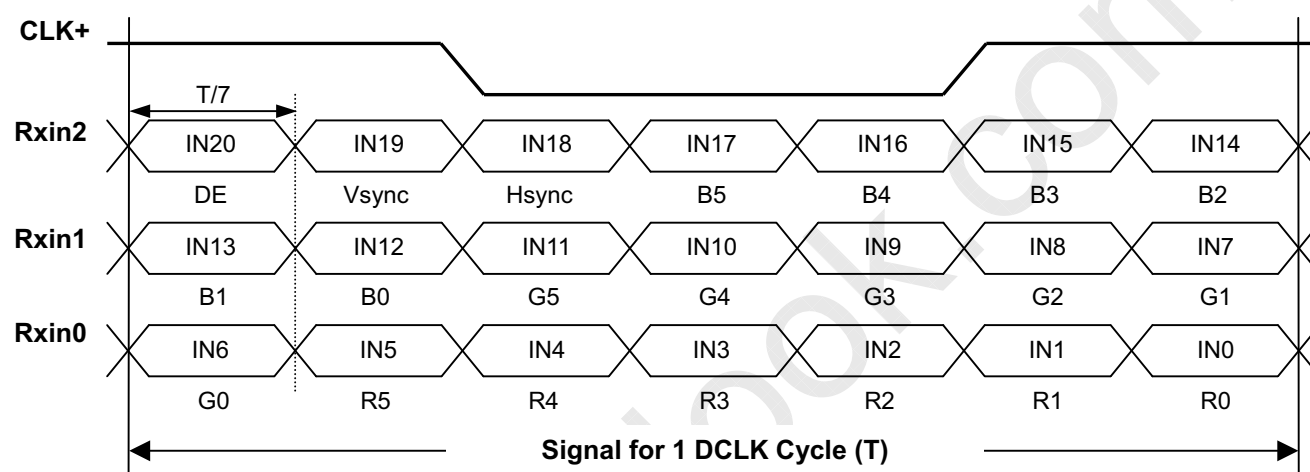 CLK+
T/7
Rxin2 IN20 IN19 IN18 IN17 IN16 IN15 IN14
DE Vsync Hsync B5 B4 B3 B2
Rxin1 IN13 IN12 IN11 IN10 IN9 IN8 IN7
B1 B0 G5 G4 G3 G2 G1
Rxin0 IN6 IN5 IN4 IN3 IN2 IN1 IN0
G0 R5 R4 R3 R2 R1 R0
Signal for 1 DCLK Cycle (T)